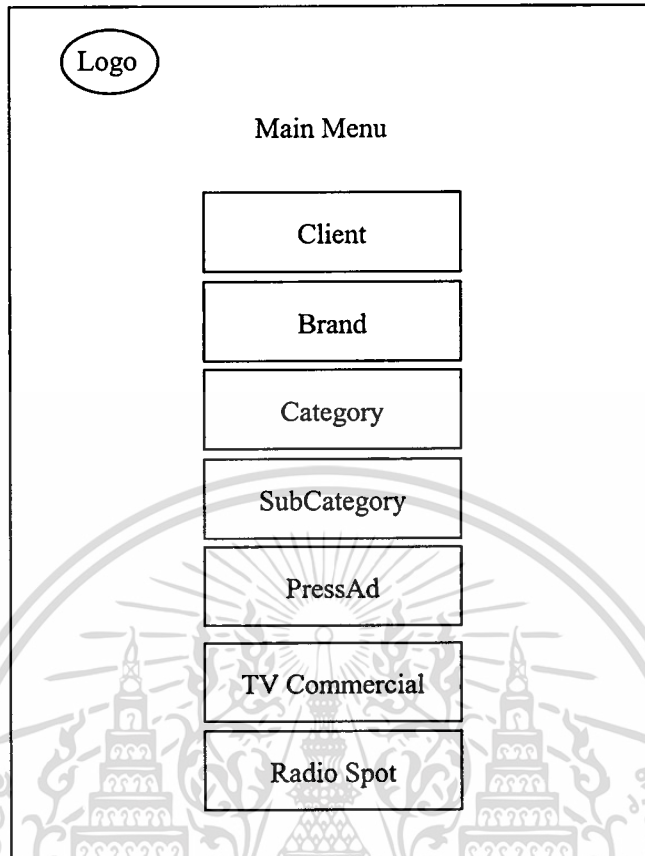 Logo
Main Menu
Client
Brand
Category
SubCategory
PressAd
TV Commercial
Radio Spot